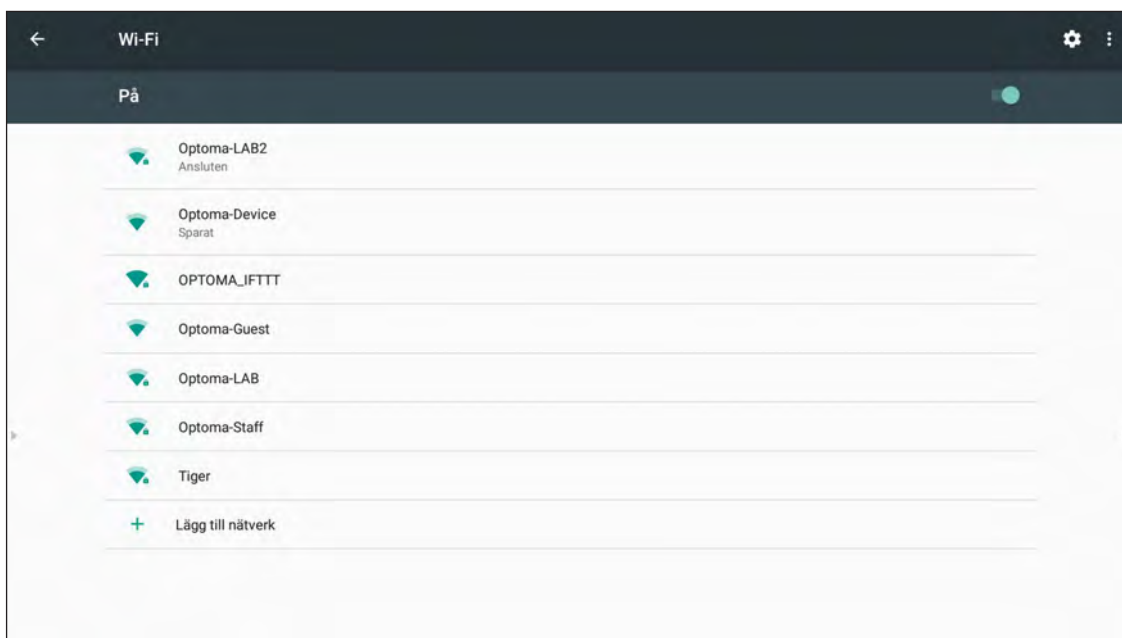 Wi-Fi
På
Optoma-LAB2
Ansluten
Optoma-Device
Sparat
OPTOMA_IFTTT
Optoma-Guest
Optoma-LAB
Optoma-Staff
Tiger
Lägg till nätverk